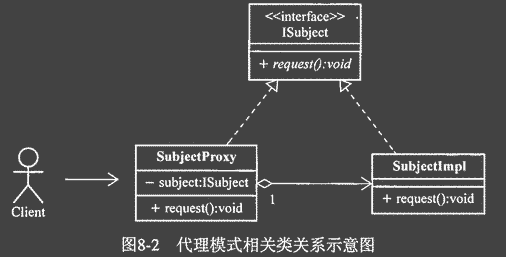 <<interface>>
ISubject
+ request():void
SubjectProxy
− subject:ISubject
+ request():void
1
SubjectImpl
+ request():void
Client
图8-2 代理模式相关类关系示意图